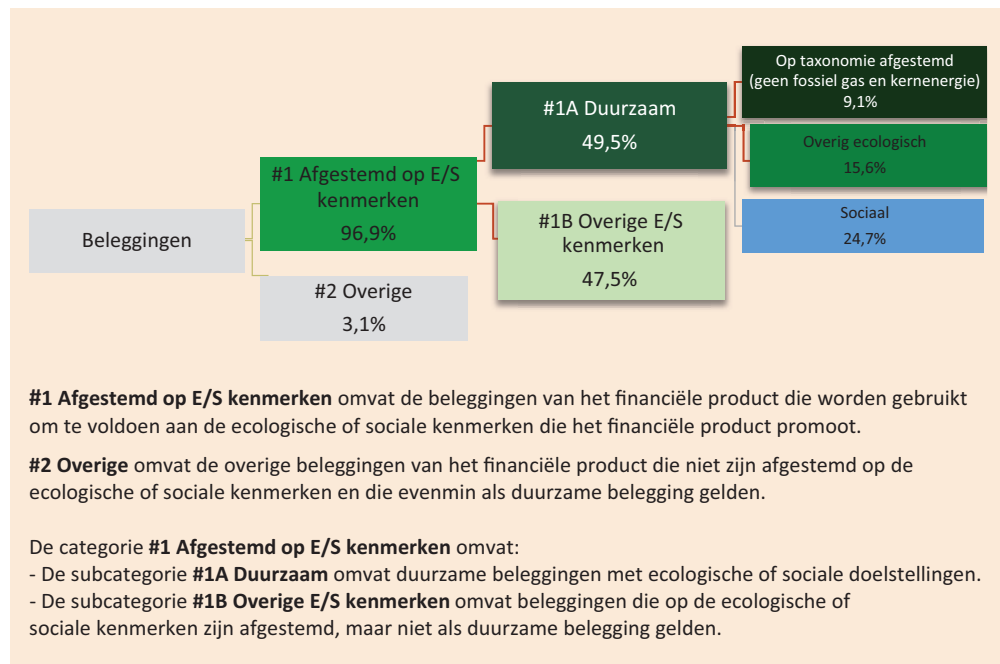 Beleggingen
#1 Afgestemd op E/S
kenmerken
96,9%
#2 Overige
3,1%
#1A Duurzaam
49,5%
#1B Overige E/S
kenmerken
47,5%
Op taxonomie afgestemd
(geen fossiel gas en kernenergie)
9,1%
Overig ecologisch
15,6%
Sociaal
24,7%
#1 Afgestemd op E/S kenmerken omvat de beleggingen van het financiële product die worden gebruikt
om te voldoen aan de ecologische of sociale kenmerken die het financiële product promoot.
#2 Overige omvat de overige beleggingen van het financiële product die niet zijn afgestemd op de
ecologische of sociale kenmerken en die evenmin als duurzame belegging gelden.
De categorie #1 Afgestemd op E/S kenmerken omvat:
- De subcategorie #1A Duurzaam omvat duurzame beleggingen met ecologische of sociale doelstellingen.
- De subcategorie #1B Overige E/S kenmerken omvat beleggingen die op de ecologische of
sociale kenmerken zijn afgestemd, maar niet als duurzame belegging gelden.